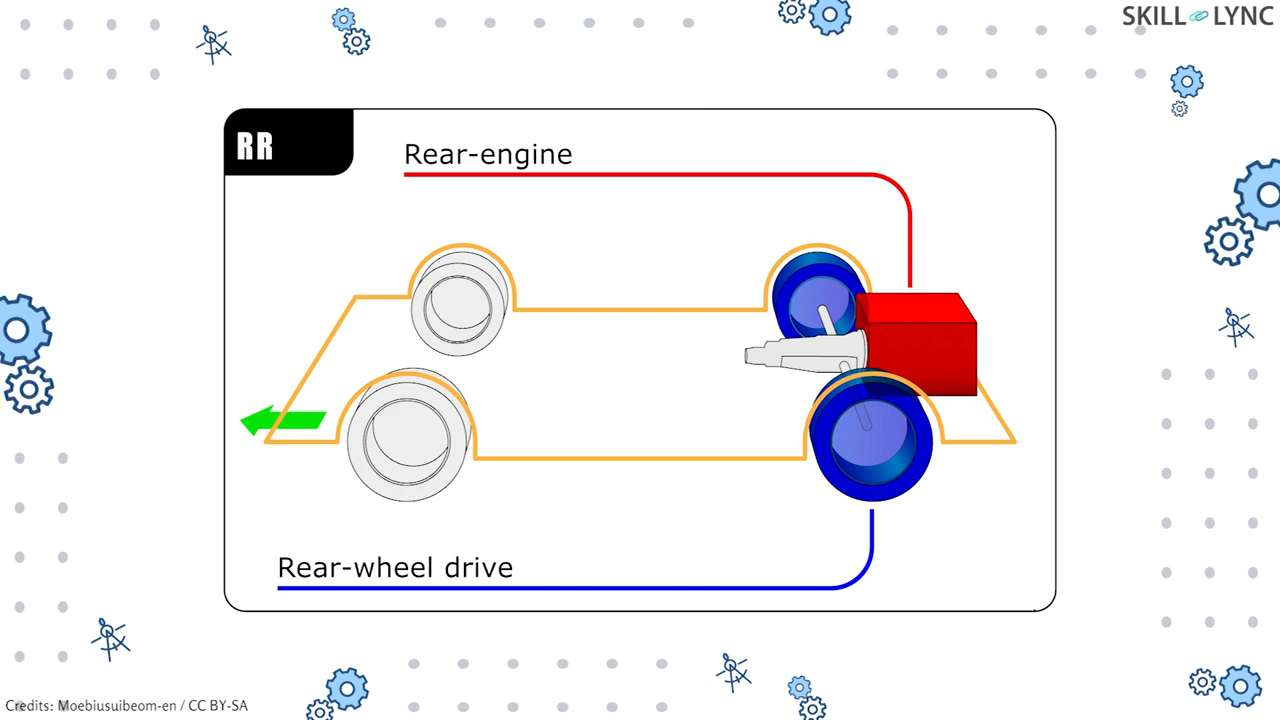 SKILL LYNC
RR
Rear-engine
Rear-wheel drive
Credits: Moebiusuibeom-en / CC BY-SA